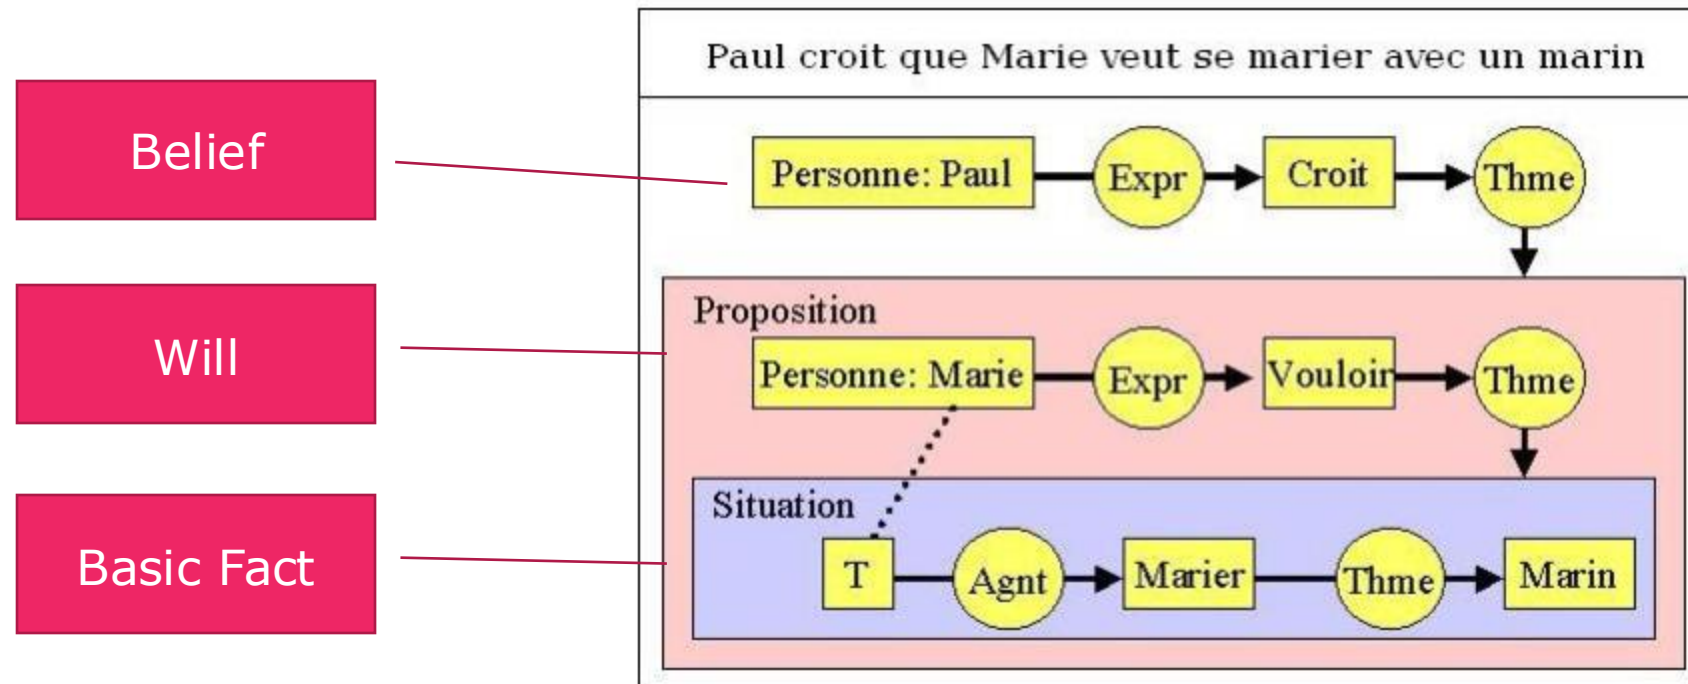 Paul croit que Marie veut se marier avec un marin
Belief
Personne: Paul
Expr
Croit
Thme
Proposition
Will
Personne: Marie
Expr
Vouloir
Thme
Situation
Basic Fact
T
Agnt
Marier
Thme
Marin